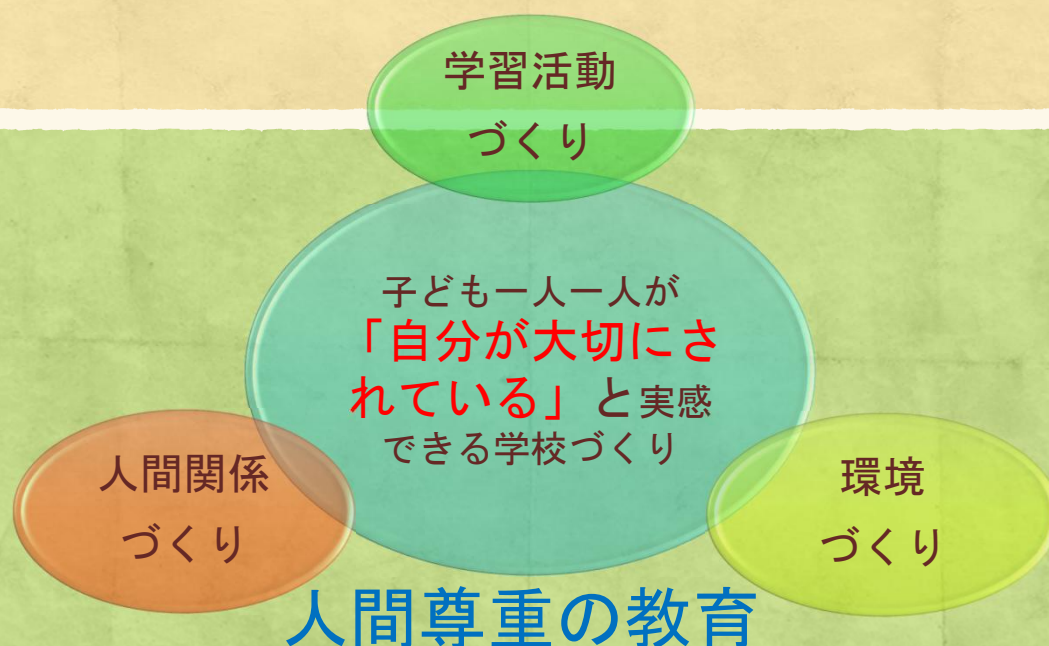 学習活動
づくり
子ども一人一人が
「自分が大切にさ
れている」と実感
できる学校づくり
人間関係
づくり
環境
づくり
人間尊重の教育